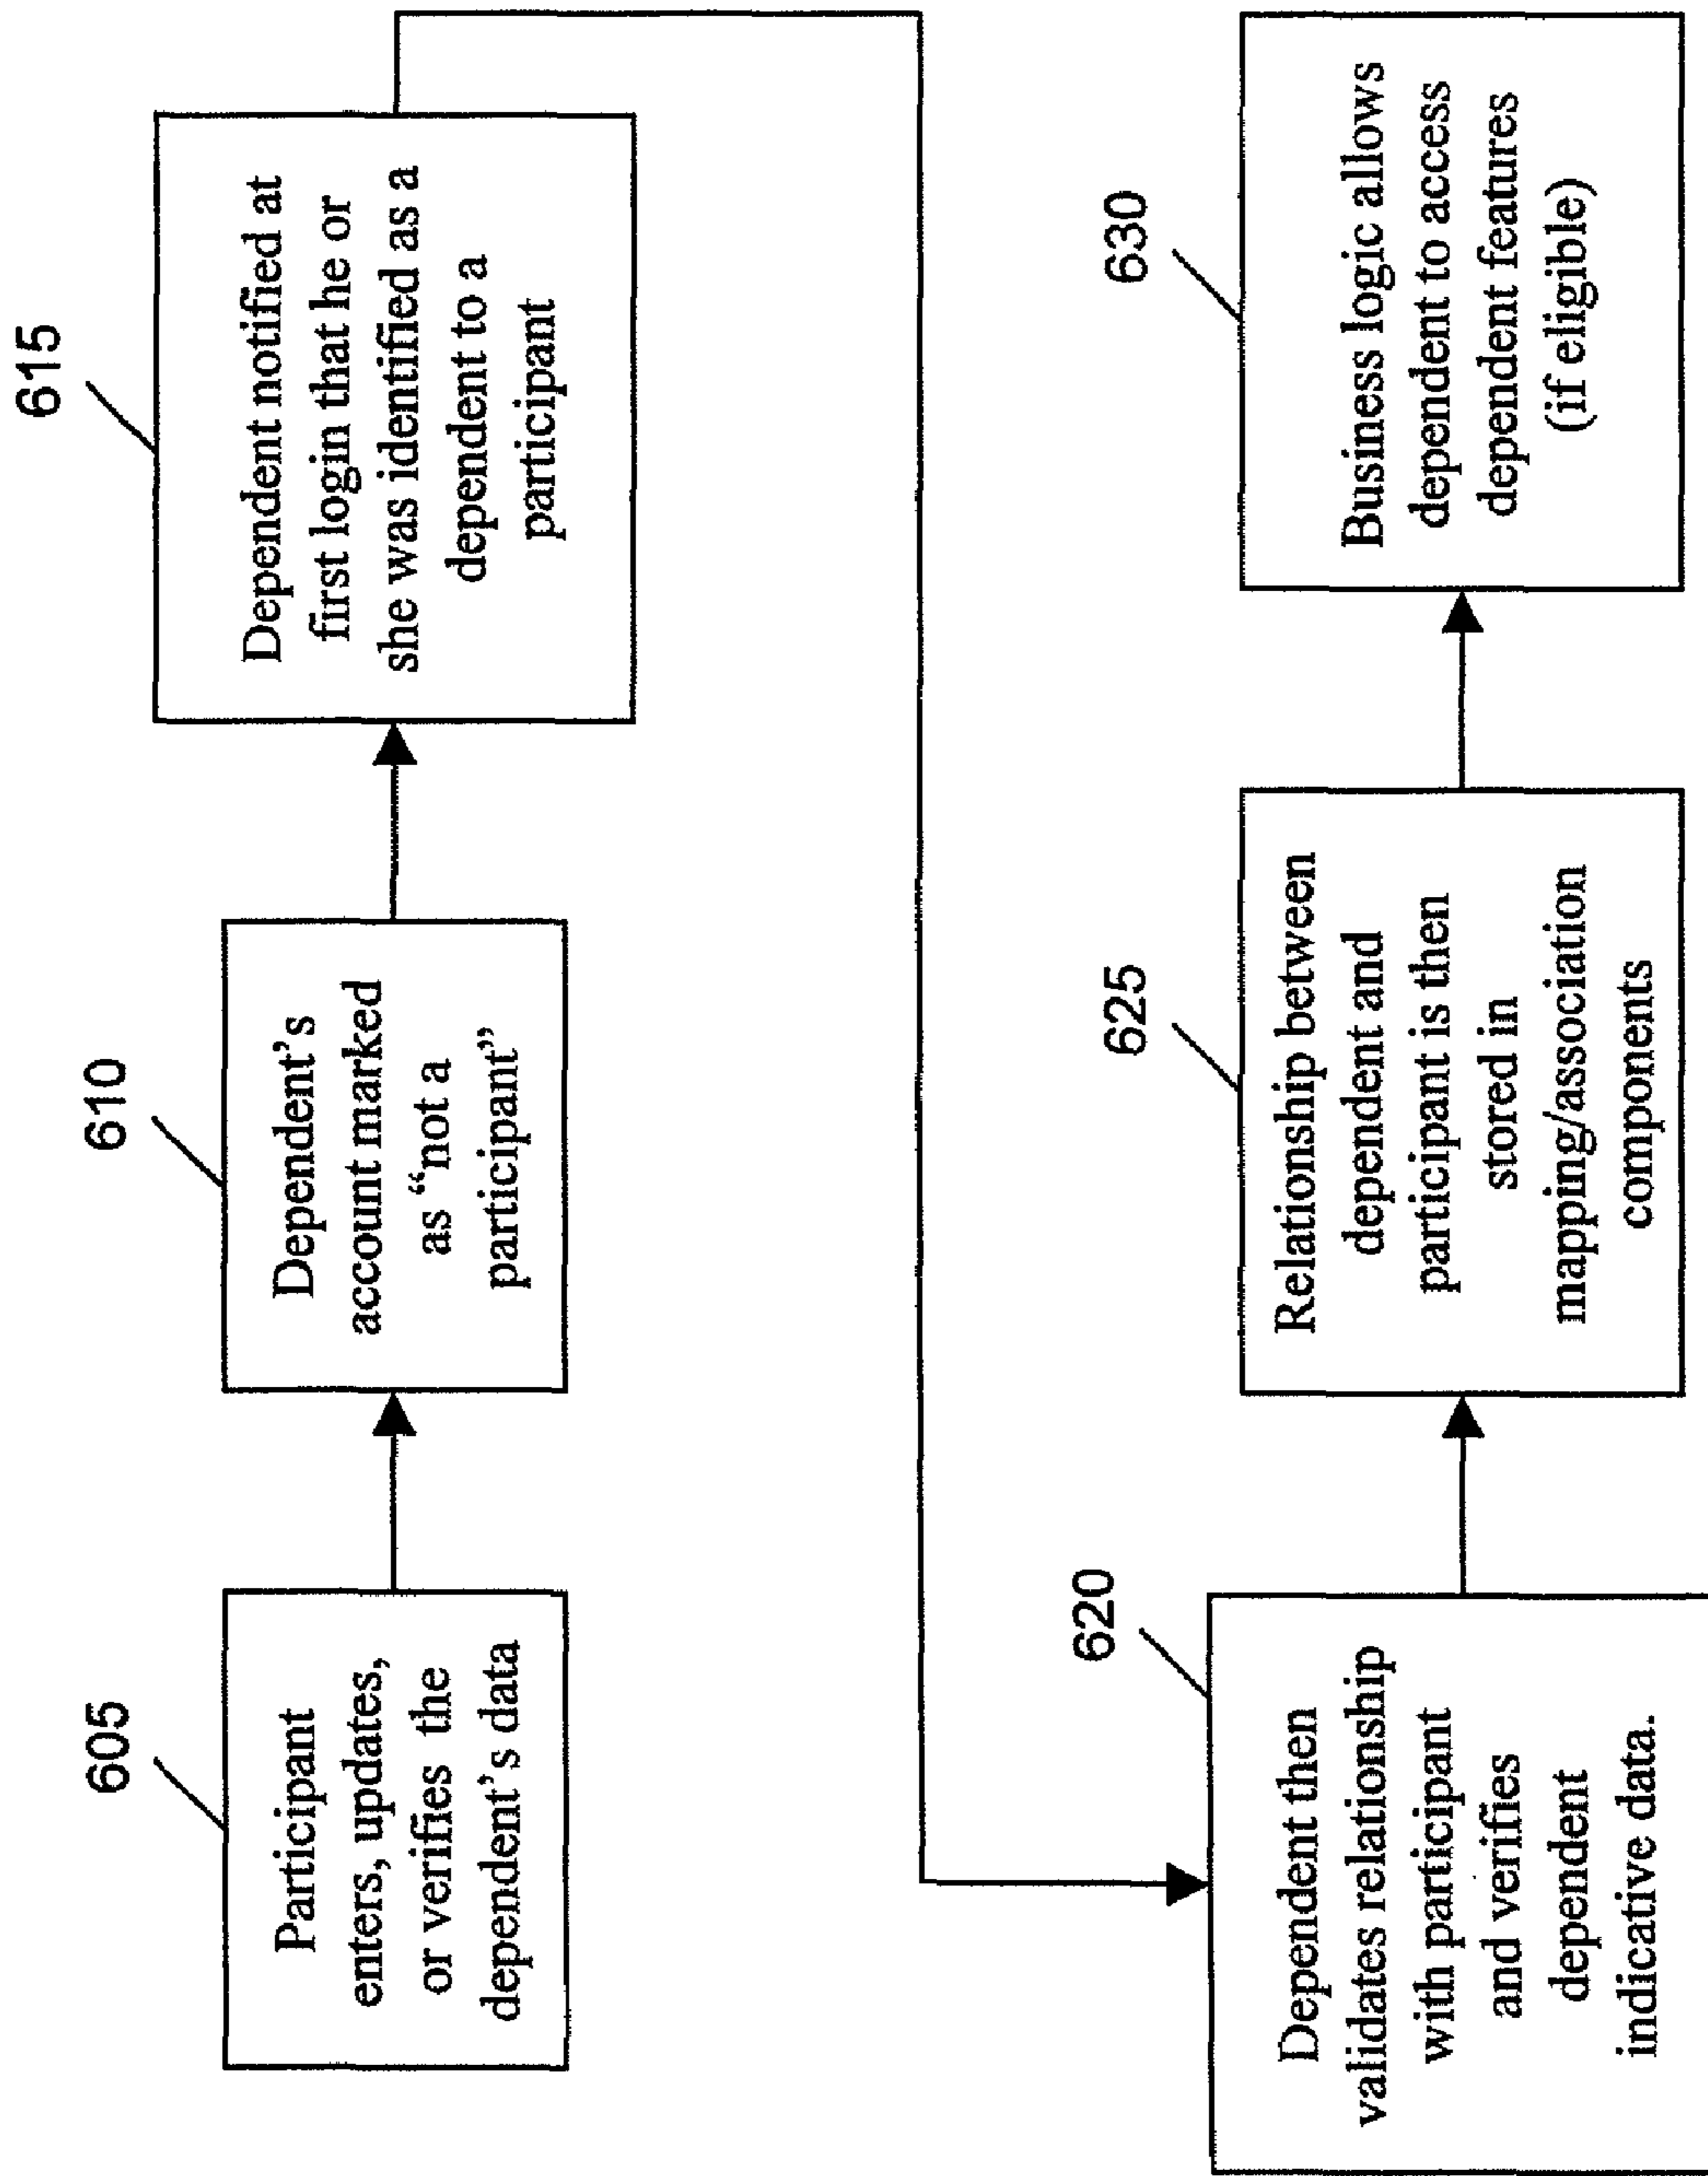 605
Participant
enters, updates,
or verifies the
dependent’s data
610
Dependent’s
account marked
as “not a
participant”
615
Dependent notified at
first login that he or
she was identified as a
dependent to a
participant
620
Dependent then
validates relationship
with participant
and verifies
dependent
indicative data.
625
Relationship between
dependent and
participant is then
stored in
mapping/association
components
630
Business logic allows
dependent to access
dependent features
(if eligible)